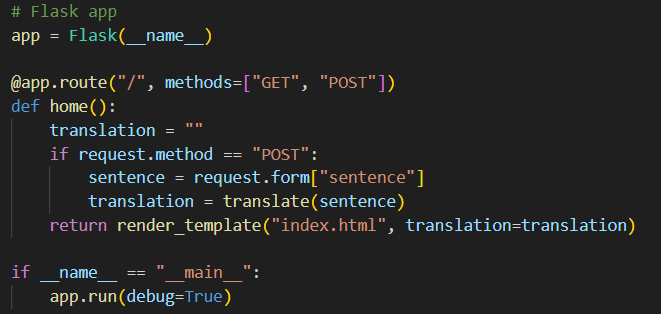 # Flask app
app = Flask(__name__)
@app.route("/", methods=["GET", "POST"])
def home():
    translation = ""
    if request.method == "POST":
        sentence = request.form["sentence"]
        translation = translate(sentence)
    return render_template("index.html", translation=translation)
if __name__ == "__main__":
    app.run(debug=True)